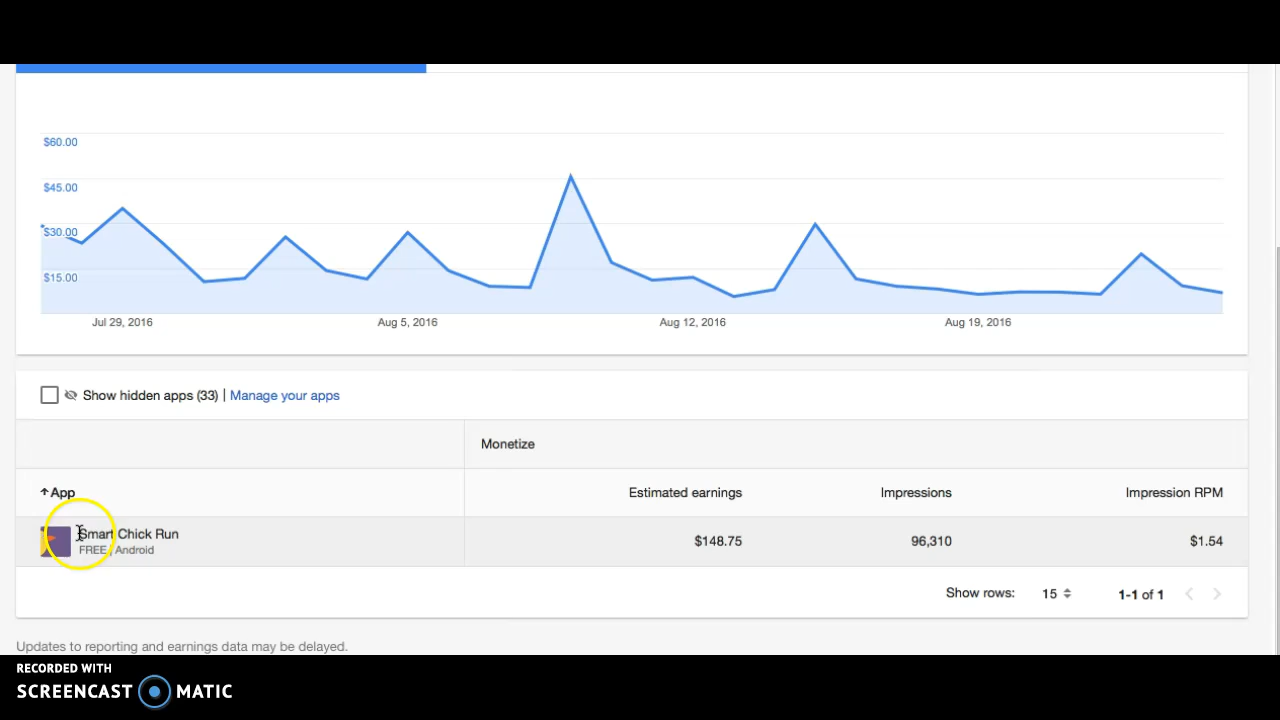 $60.00
$45.00
$30.00
$15.00
Jul 29, 2016 Aug 5, 2016 Aug 12, 2016 Aug 19, 2016
Show hidden apps (33) | Manage your apps
Monetize
↑App Estimated earnings Impressions Impression RPM
Smart Chick Run
FREE | Android
$148.75 96,310 $1.54
Show rows: 15 1-1 of 1
Updates to reporting and earnings data may be delayed.
RECORDED WITH
SCREENCAST MATIC